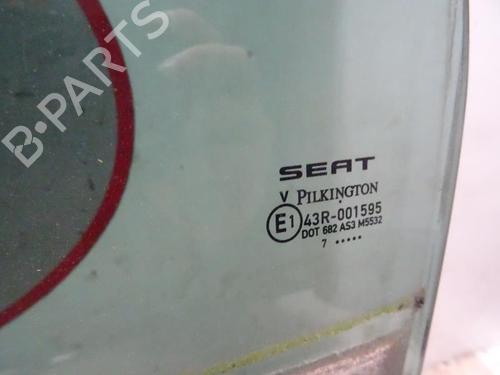 B-PARTS
SEAT
V PILKINGTON
E1 43R-001595
DOT 682 AS3 M5532
7 •••••